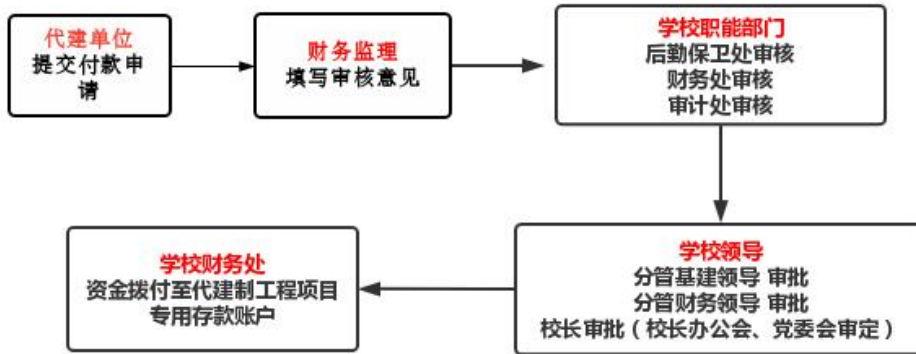 代建单位
提交付款申
请
财务监理
填写审核意见
学校职能部门
后勤保卫处审核
财务处审核
审计处审核
学校领导
分管基建领导 审批
分管财务领导 审批
校长审批（校长办公会、党委会审定）
学校财务处
资金拨付至代建制工程项目
专用存款账户